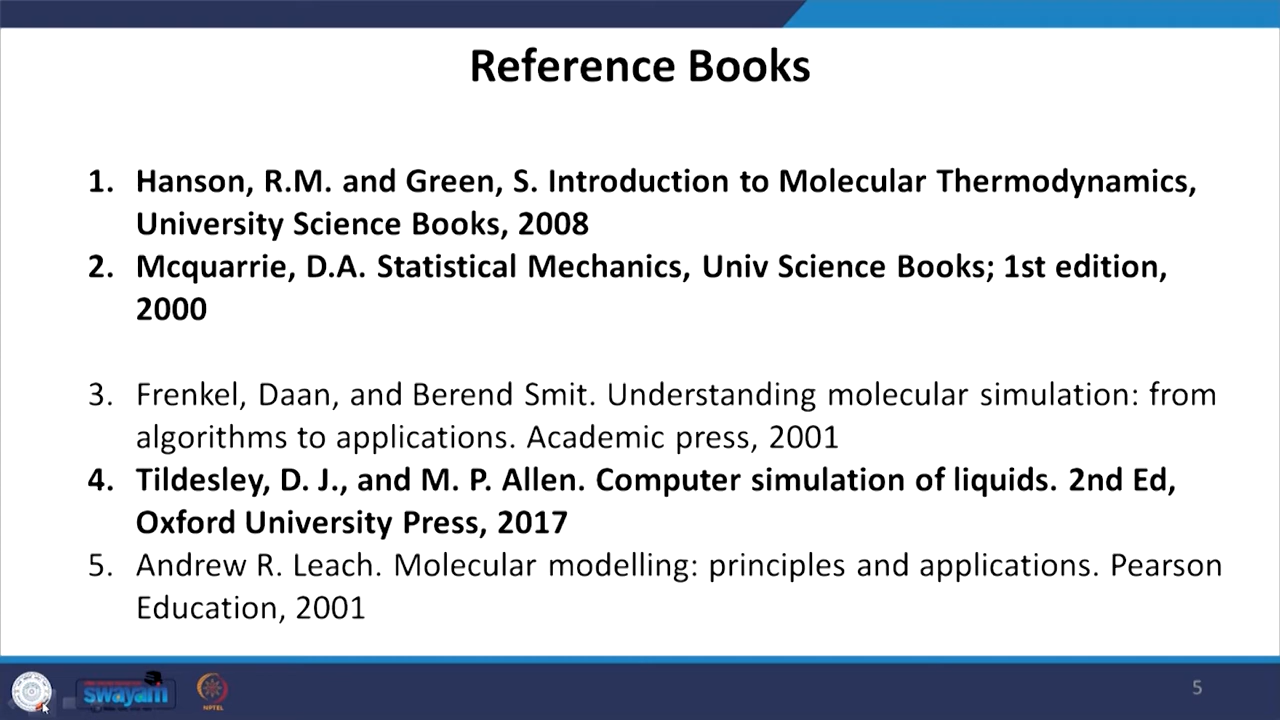 Reference Books
1. Hanson, R.M. and Green, S. Introduction to Molecular Thermodynamics,
University Science Books, 2008
2. Mcquarrie, D.A. Statistical Mechanics, Univ Science Books; 1st edition,
2000
3. Frenkel, Daan, and Berend Smit. Understanding molecular simulation: from
algorithms to applications. Academic press, 2001
4. Tildesley, D. J., and M. P. Allen. Computer simulation of liquids. 2nd Ed,
Oxford University Press, 2017
5. Andrew R. Leach. Molecular modelling: principles and applications. Pearson
Education, 2001
swayam
NPTEL
5